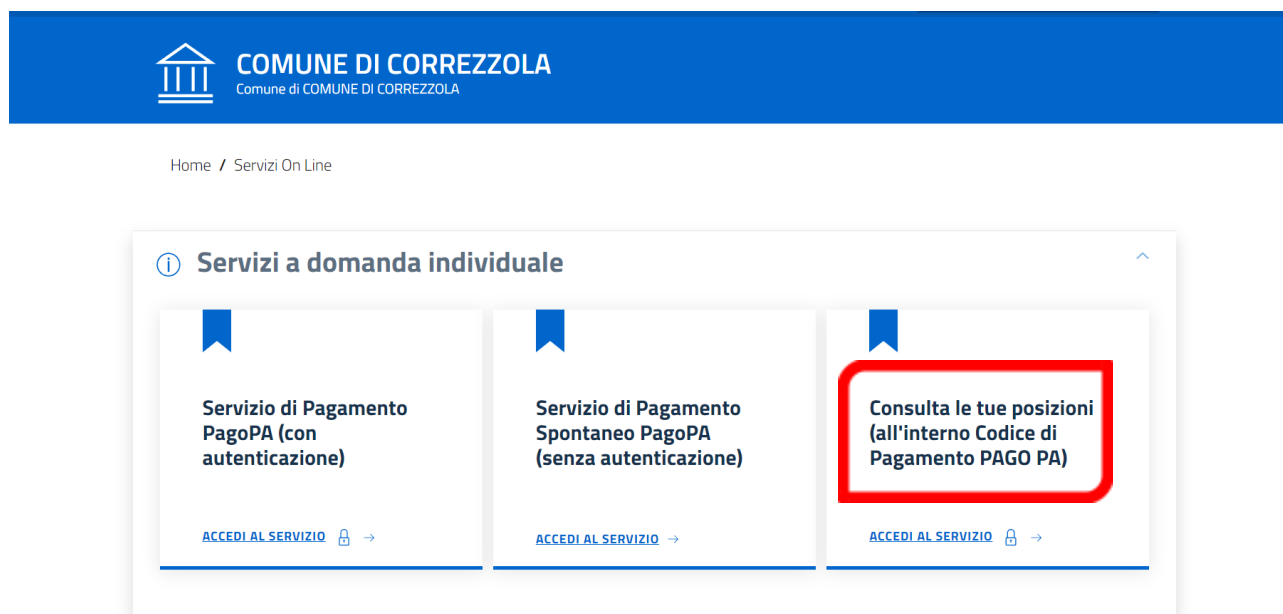 COMUNE DI CORREZZOLA
Comune di COMUNE DI CORREZZOLA
Home / Servizi On Line
Servizi a domanda individuale
Servizio di Pagamento
PagoPA (con
autenticazione)
ACCEDI AL SERVIZIO
Servizio di Pagamento
Spontaneo PagoPA
(senza autenticazione)
ACCEDI AL SERVIZIO
Consulta le tue posizioni
(all'interno Codice di
Pagamento PAGO PA)
ACCEDI AL SERVIZIO